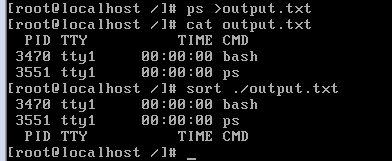 [root@localhost /]# ps >output.txt
[root@localhost /]# cat output.txt
  PID TTY          TIME CMD
 3470 tty1     00:00:00 bash
 3551 tty1     00:00:00 ps
[root@localhost /]# sort ./output.txt
 3470 tty1     00:00:00 bash
 3551 tty1     00:00:00 ps
  PID TTY          TIME CMD
[root@localhost /]# _